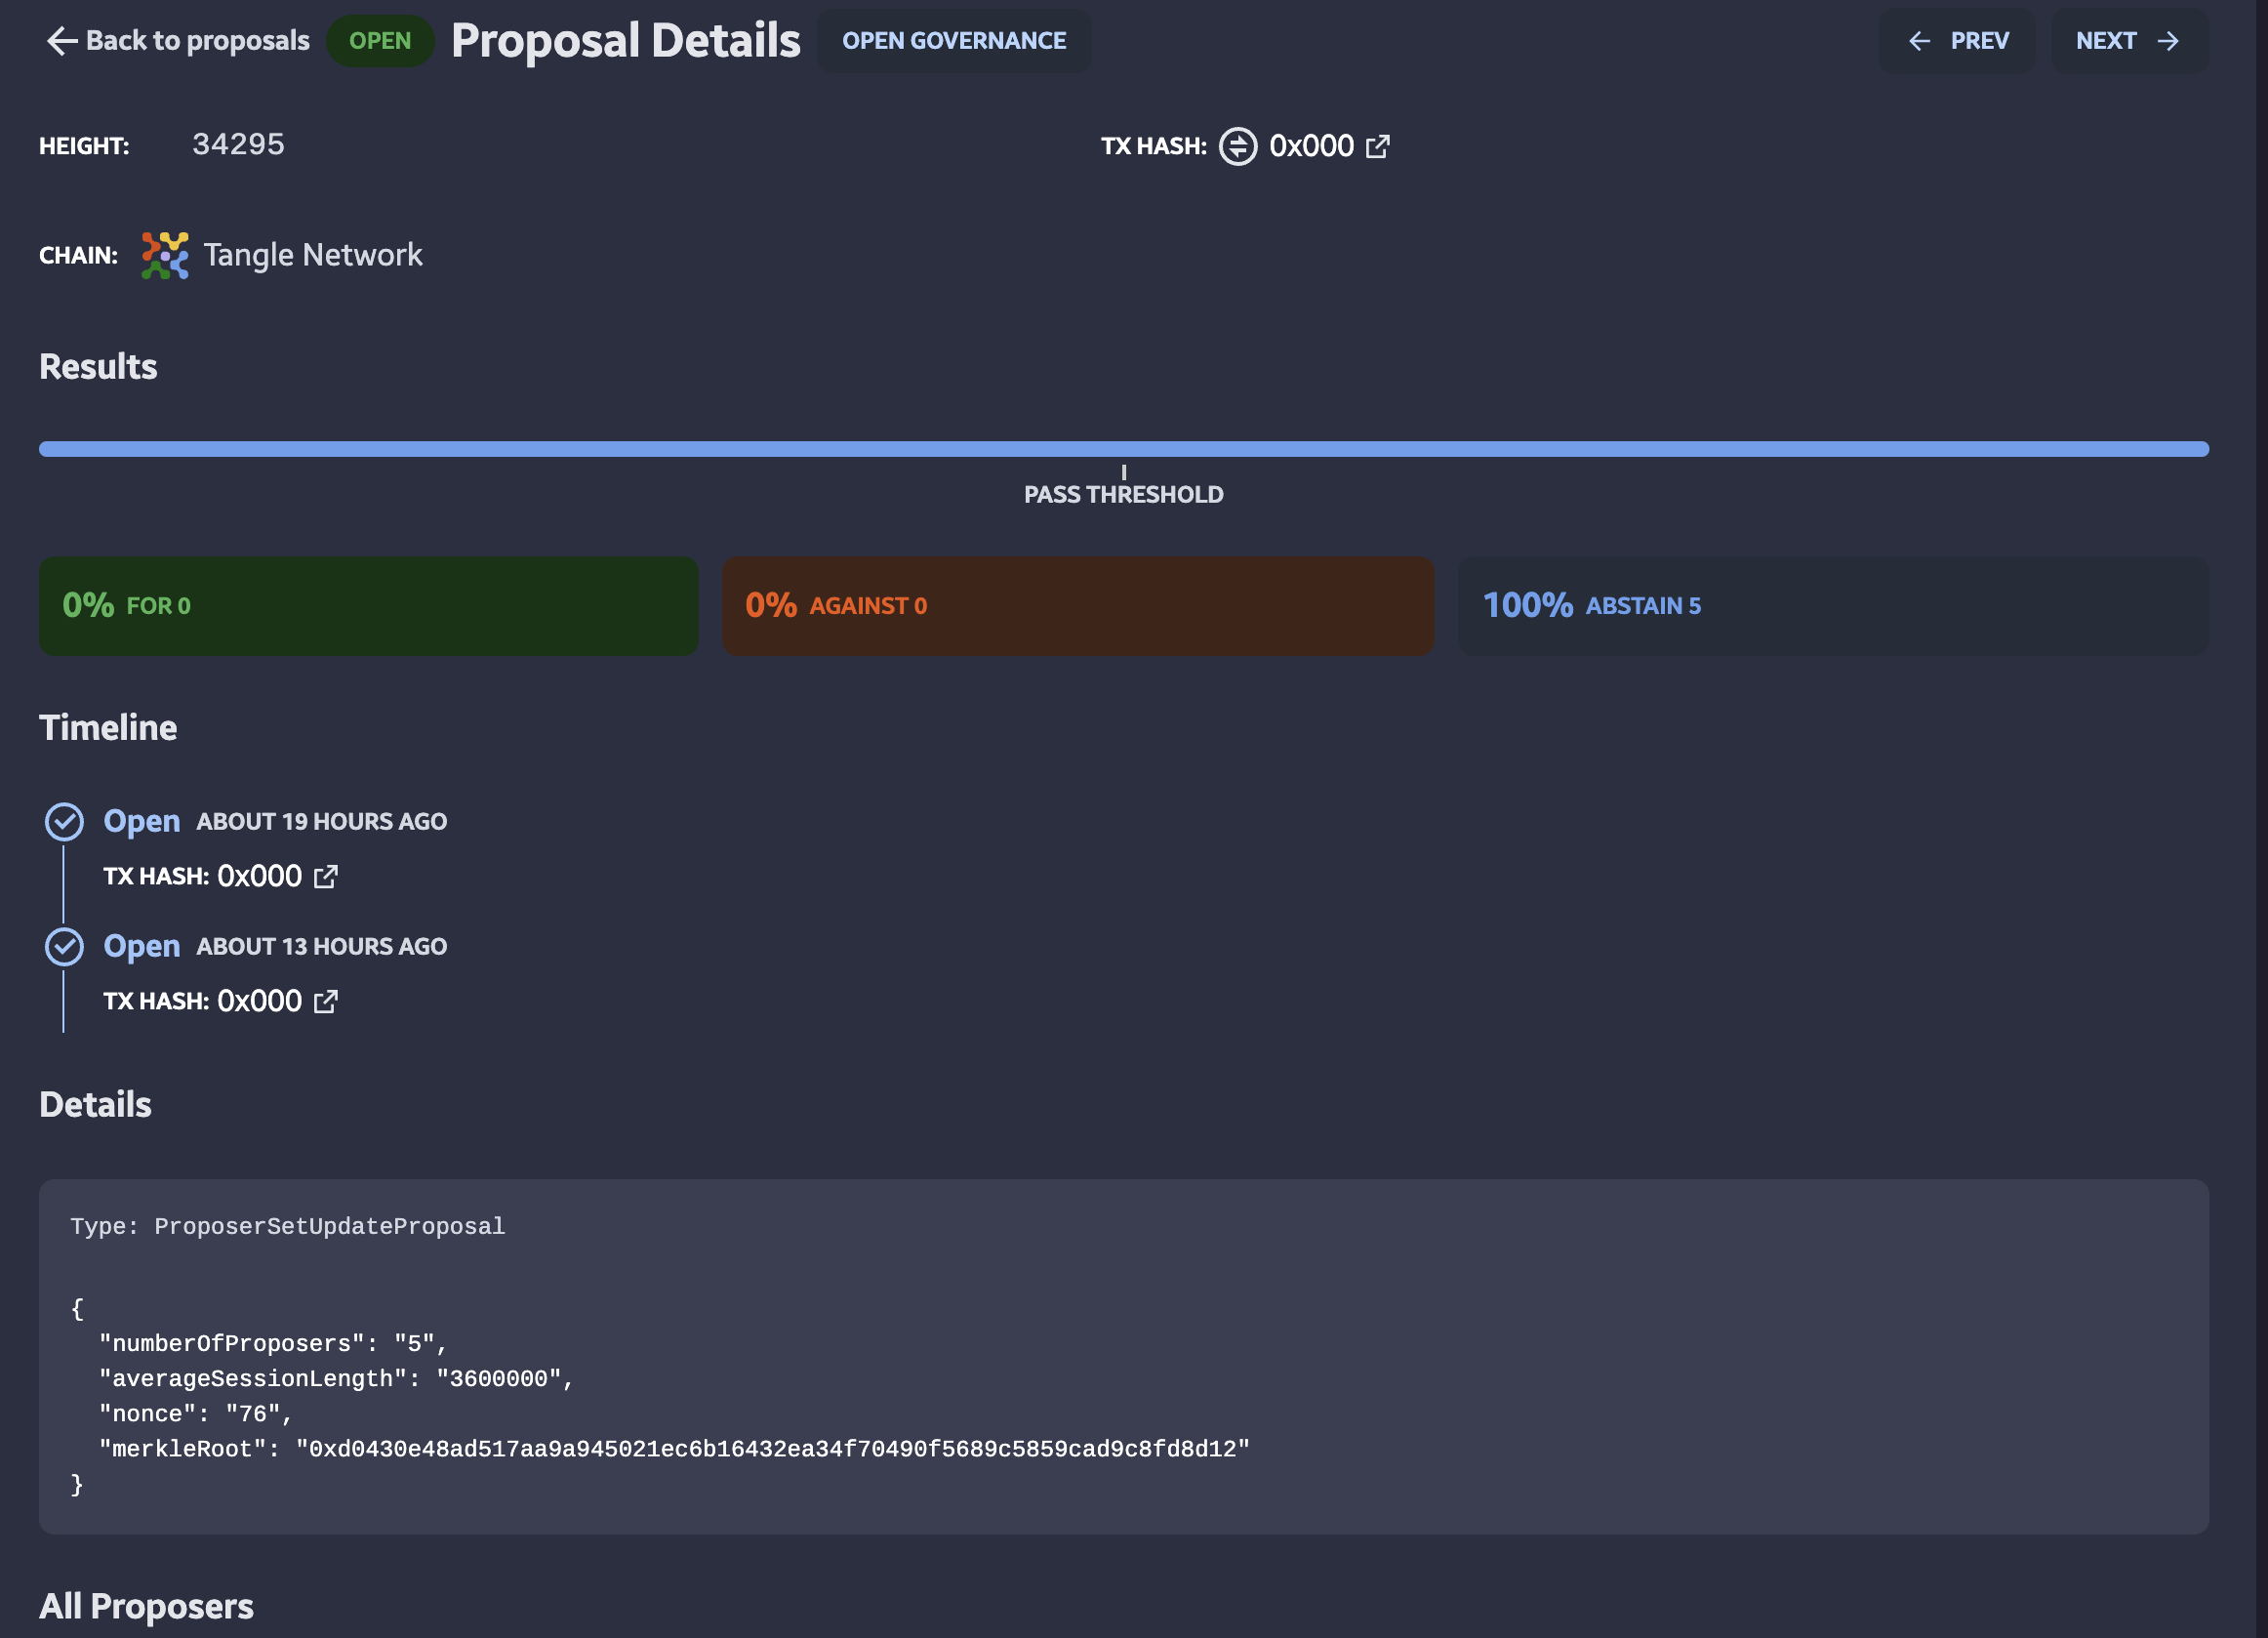 Back to proposals OPEN Proposal Details OPEN GOVERNANCE PREV NEXT
HEIGHT: 34295 TX HASH: 0x000
CHAIN: Tangle Network
Results
PASS THRESHOLD
0% FOR 0 0% AGAINST 0 100% ABSTAIN 5
Timeline
Open ABOUT 19 HOURS AGO
TX HASH: 0x000
Open ABOUT 13 HOURS AGO
TX HASH: 0x000
Details
Type: ProposerSetUpdateProposal
{
"numberOfProposers": "5",
"averageSessionLength": "3600000",
"nonce": "76",
"merkleRoot": "0xd0430e48ad517aa9a945021ec6b16432ea34f70490f5689c5859cad9c8fd8d12"
}
All Proposers